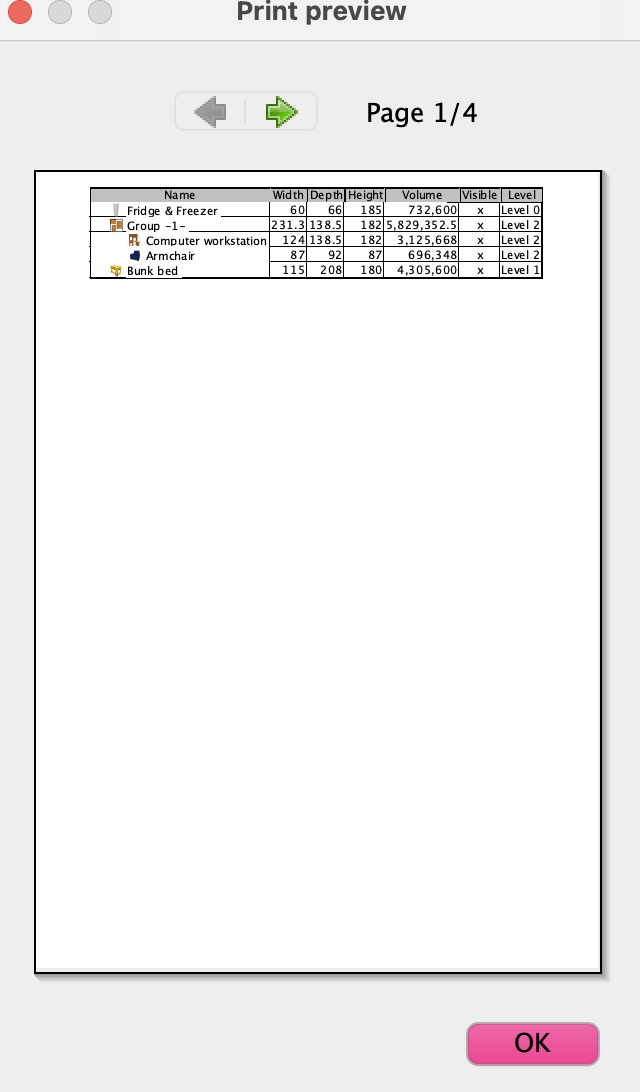 Print preview
Page 1/4
Name Width Depth Height Volume Visible Level
Fridge & Freezer 60 66 185 732,600 x Level 0
Group -1- 231.3 138.5 182 5,829,352.5 x Level 2
Computer workstation 124 138.5 182 3,125,668 x Level 2
Armchair 87 92 87 696,348 x Level 2
Bunk bed 115 208 180 4,305,600 x Level 1
OK